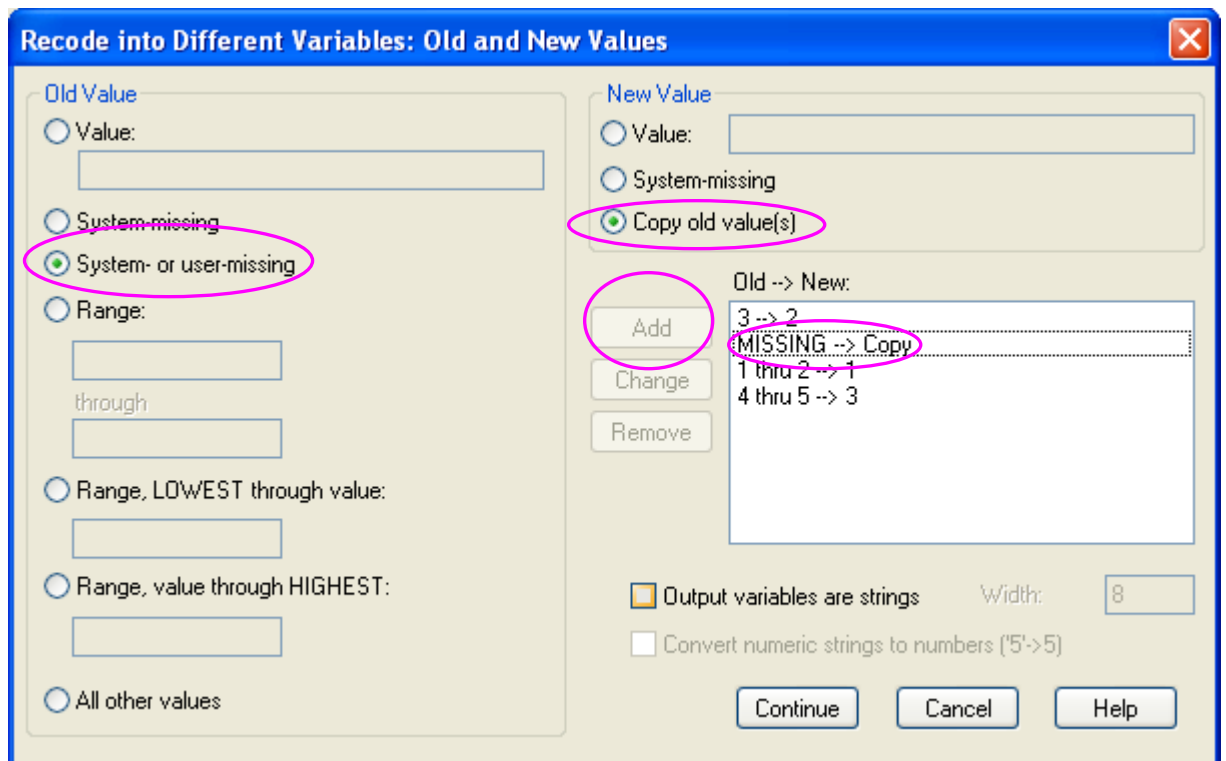 Recode into Different Variables: Old and New Values
Old Value
Value:
System-missing
System- or user-missing
Range:
through
Range, LOWEST through value:
Range, value through HIGHEST:
All other values
New Value
Value:
System-missing
Copy old value(s)
Old --> New:
Add
Change
Remove
3 --> 2
MISSING --> Copy
1 thru 2 --> 1
4 thru 5 --> 3
Output variables are strings
Width:
8
Convert numeric strings to numbers ('5'->5)
Continue
Cancel
Help